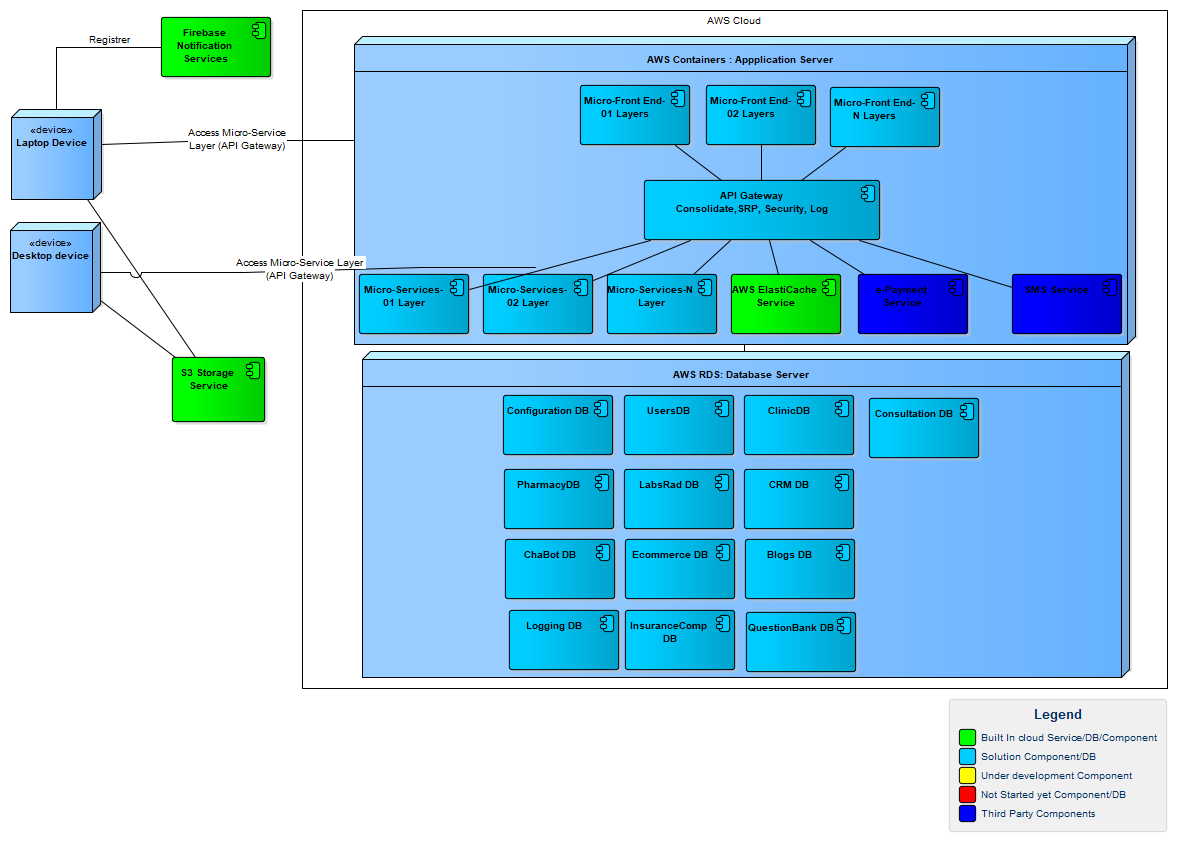 AWS Cloud
Registrer
Firebase
Notification
Services
AWS Containers : Appplication Server
Micro-Front End-
01 Layers
Micro-Front End-
02 Layers
Micro-Front End-
N Layers
«device»
Laptop Device
Access Micro-Service
Layer (API Gateway)
API Gateway
Consolidate,SRP, Security, Log
«device»
Desktop device
Access Micro-Service Layer
(API Gateway)
Micro-Services-
01 Layer
Micro-Services-
02 Layer
Micro-Services-N
Layer
AWS ElastiCache
Service
e-Payment
Service
SMS Service
S3 Storage
Service
AWS RDS: Database Server
Configuration DB
UsersDB
ClinicDB
Consultation DB
PharmacyDB
LabsRad DB
CRM DB
ChaBot DB
Ecommerce DB
Blogs DB
Logging DB
InsuranceComp
DB
QuestionBank DB
Legend
Built In cloud Service/DB/Component
Solution Component/DB
Under development Component
Not Started yet Component/DB
Third Party Components